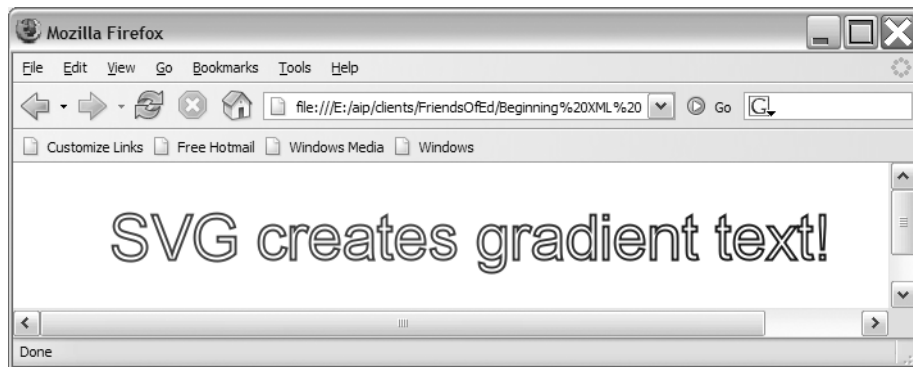 Mozilla Firefox
File Edit View Go Bookmarks Tools Help
file:///E:/aip/clients/FriendsOfEd/Beginning%20XML%20 Go G
Customize Links Free Hotmail Windows Media Windows
SVG creates gradient text!
Done